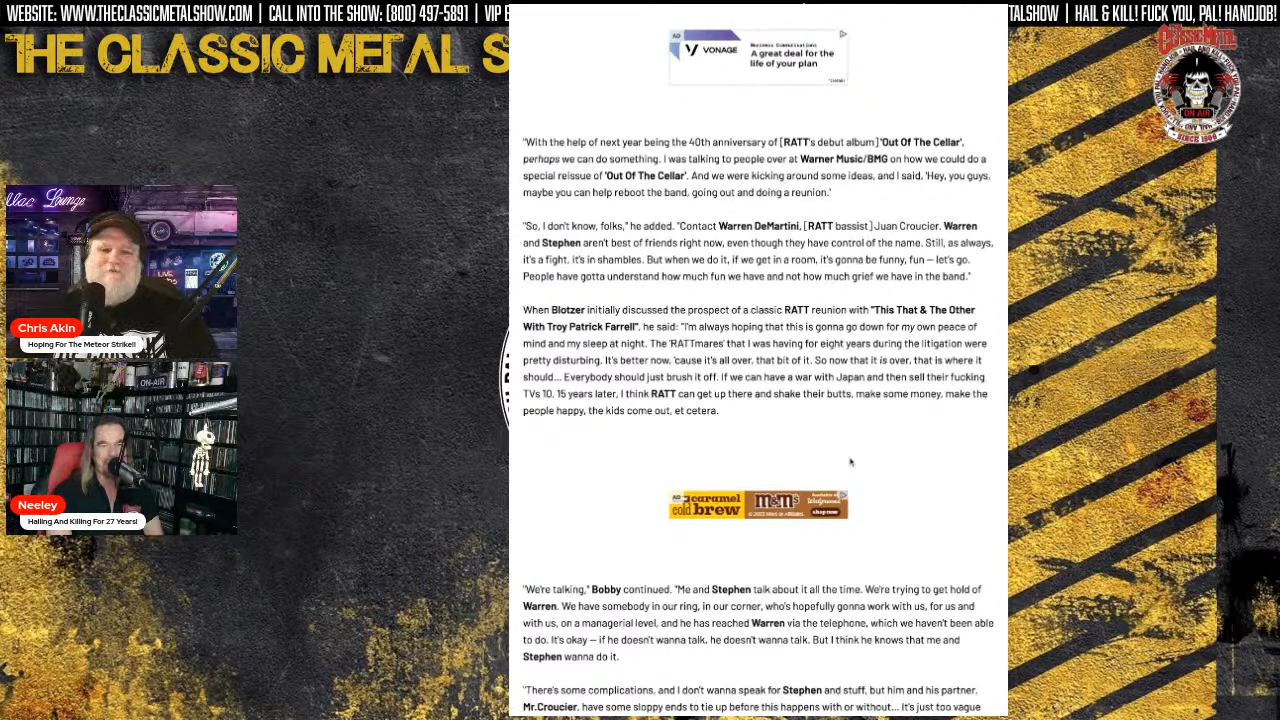 WEBSITE: WWW.THECLASSICMETALSHOW.COM | CALL INTO THE SHOW: (800) 497-5891 | VIP
TALSHOW | HAIL & KILL! FUCK YOU, PAL! HANDJOB!
THE CLASSIC METAL S
AD
VONAGE
Business Communications
A great deal for the
life of your plan
"With the help of next year being the 40th anniversary of [RATT's debut album] 'Out Of The Cellar',
perhaps we can do something. I was talking to people over at Warner Music/BMG on how we could do a
special reissue of 'Out Of The Cellar'. And we were kicking around some ideas, and I said, 'Hey, you guys,
maybe you can help reboot the band, going out and doing a reunion.'
"So, I don't know, folks," he added. "Contact Warren DeMartini, [RATT bassist] Juan Croucier. Warren
and Stephen aren't best of friends right now, even though they have control of the name. Still, as always,
it's a fight, it's in shambles. But when we do it, if we get in a room, it's gonna be funny, fun — let's go.
People have gotta understand how much fun we have and not how much grief we have in the band."
When Blotzer initially discussed the prospect of a classic RATT reunion with "This That & The Other
With Troy Patrick Farrell", he said: "I'm always hoping that this is gonna go down for my own peace of
mind and my sleep at night. The 'RATTmares' that I was having for eight years during the litigation were
pretty disturbing. It's better now, 'cause it's all over, that bit of it. So now that it is over, that is where it
should... Everybody should just brush it off. If we can have a war with Japan and then sell their fucking
TVs 10, 15 years later, I think RATT can get up there and shake their butts, make some money, make the
people happy, the kids come out, et cetera.
AD
caramel
cold brew
m&m's
Available at
Walgreens
shop now
"We're talking," Bobby continued. "Me and Stephen talk about it all the time. We're trying to get hold of
Warren. We have somebody in our ring, in our corner, who's hopefully gonna work with us, for us and
with us, on a managerial level, and he has reached Warren via the telephone, which we haven't been able
to do. It's okay — if he doesn't wanna talk, he doesn't wanna talk. But I think he knows that me and
Stephen wanna do it.
"There's some complications, and I don't wanna speak for Stephen and stuff, but him and his partner,
Mr.Croucier, have some sloppy ends to tie up before this happens with or without... It's just too vague
llac Lounge
LIVE
Chris Akin
Hoping For The Meteor Strike!!
ON-AIR
Neeley
Hailing And Killing For 27 Years!
CLASSIC METAL
ON AIR